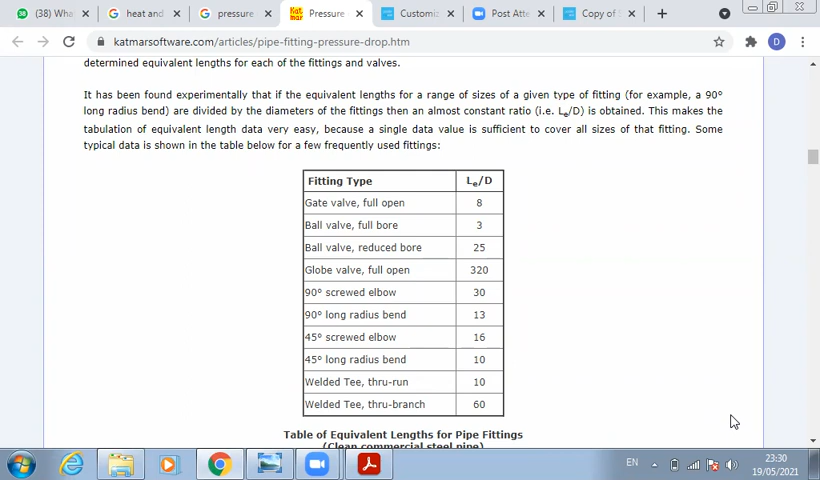 (38) Wha
heat and
pressure
Kat mar
Pressure
Customiz
Post Atte
Copy of
katmarsoftware.com/articles/pipe-fitting-pressure-drop.htm
D
determined equivalent lengths for each of the fittings and valves.
It has been found experimentally that if the equivalent lengths for a range of sizes of a given type of fitting (for example, a 90°
long radius bend) are divided by the diameters of the fittings then an almost constant ratio (i.e. Le/D) is obtained. This makes the
tabulation of equivalent length data very easy, because a single data value is sufficient to cover all sizes of that fitting. Some
typical data is shown in the table below for a few frequently used fittings:
Fitting Type Le/D
Gate valve, full open 8
Ball valve, full bore 3
Ball valve, reduced bore 25
Globe valve, full open 320
90° screwed elbow 30
90° long radius bend 13
45° screwed elbow 16
45° long radius bend 10
Welded Tee, thru-run 10
Welded Tee, thru-branch 60
Table of Equivalent Lengths for Pipe Fittings
(Clean commercial steel pipe)
EN
23:30
19/05/2021